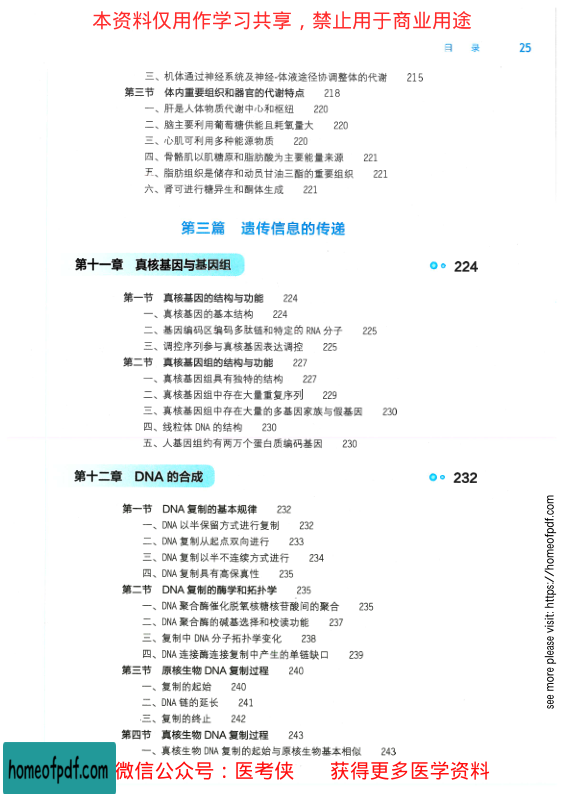 本资料仅用作学习共享，禁止用于商业用途
目 录 25
三、机体通过神经系统及神经-体液途径协调整体的代谢 215
第三节 体内重要组织和器官的代谢特点 218
一、肝是人体物质代谢中心和枢纽 220
二、脑主要利用葡萄糖供能且耗氧量大 220
三、心肌可利用多种能源物质 220
四、骨骼肌以肌糖原和脂肪酸为主要能量来源 221
五、脂肪组织是储存和动员甘油三酯的重要组织 221
六、肾可进行糖异生和酮体生成 221
第三篇 遗传信息的传递
第十一章 真核基因与基因组 224
第一节 真核基因的结构与功能 224
一、真核基因的基本结构 224
二、基因编码区编码多肽链和特定的 RNA 分子 225
三、调控序列参与真核基因表达调控 225
第二节 真核基因组的结构与功能 227
一、真核基因组具有独特的结构 227
二、真核基因组中存在大量重复序列 229
三、真核基因组中存在大量的多基因家族与假基因 230
四、线粒体 DNA 的结构 230
五、人基因组约有两万个蛋白质编码基因 230
第十二章 DNA 的合成 232
第一节 DNA 复制的基本规律 232
一、DNA 以半保留方式进行复制 232
二、DNA 复制从起点双向进行 233
三、DNA 复制以半不连续方式进行 234
四、DNA 复制具有高保真性 235
第二节 DNA 复制的酶学和拓扑学 235
一、DNA 聚合酶催化脱氧核糖核苷酸间的聚合 235
二、DNA 聚合酶的碱基选择和校读功能 237
三、复制中 DNA 分子拓扑学变化 238
四、DNA 连接酶连接复制中产生的单链缺口 239
第三节 原核生物 DNA 复制过程 240
一、复制的起始 240
二、DNA 链的延长 241
三、复制的终止 242
第四节 真核生物 DNA 复制过程 243
一、真核生物 DNA 复制的起始与原核生物基本相似 243
see more please visit: https://homeofpdf.com
homeofpdf.com
微信公众号：医考侠 获得更多医学资料